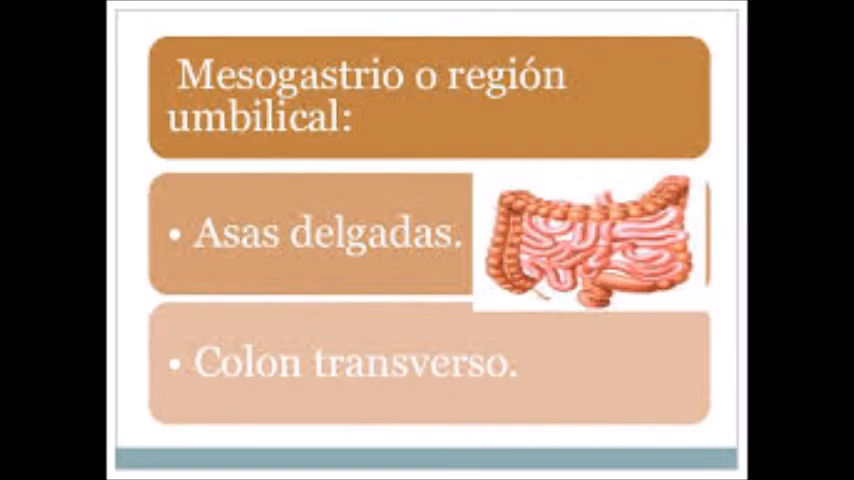 Mesogastrio o región
umbilical:
• Asas delgadas.
• Colon transverso.